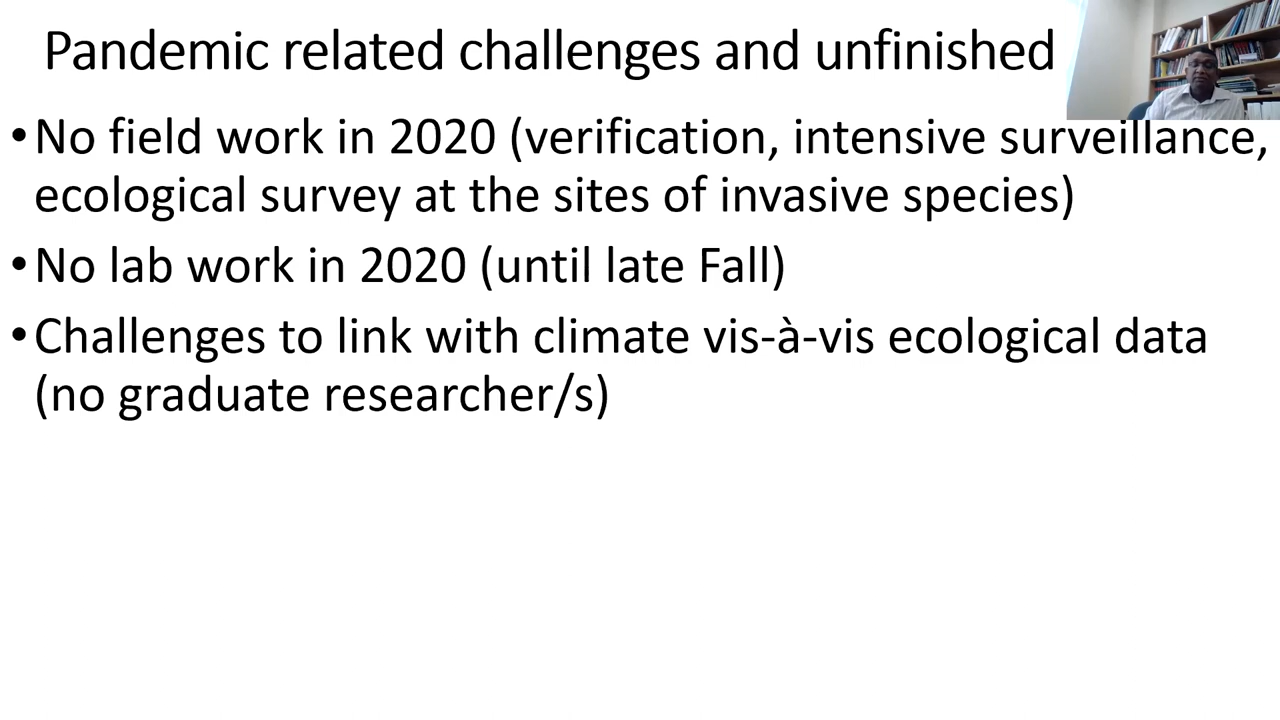 Pandemic related challenges and unfinished
• No field work in 2020 (verification, intensive surveillance,
ecological survey at the sites of invasive species)
• No lab work in 2020 (until late Fall)
• Challenges to link with climate vis-à-vis ecological data
(no graduate researcher/s)